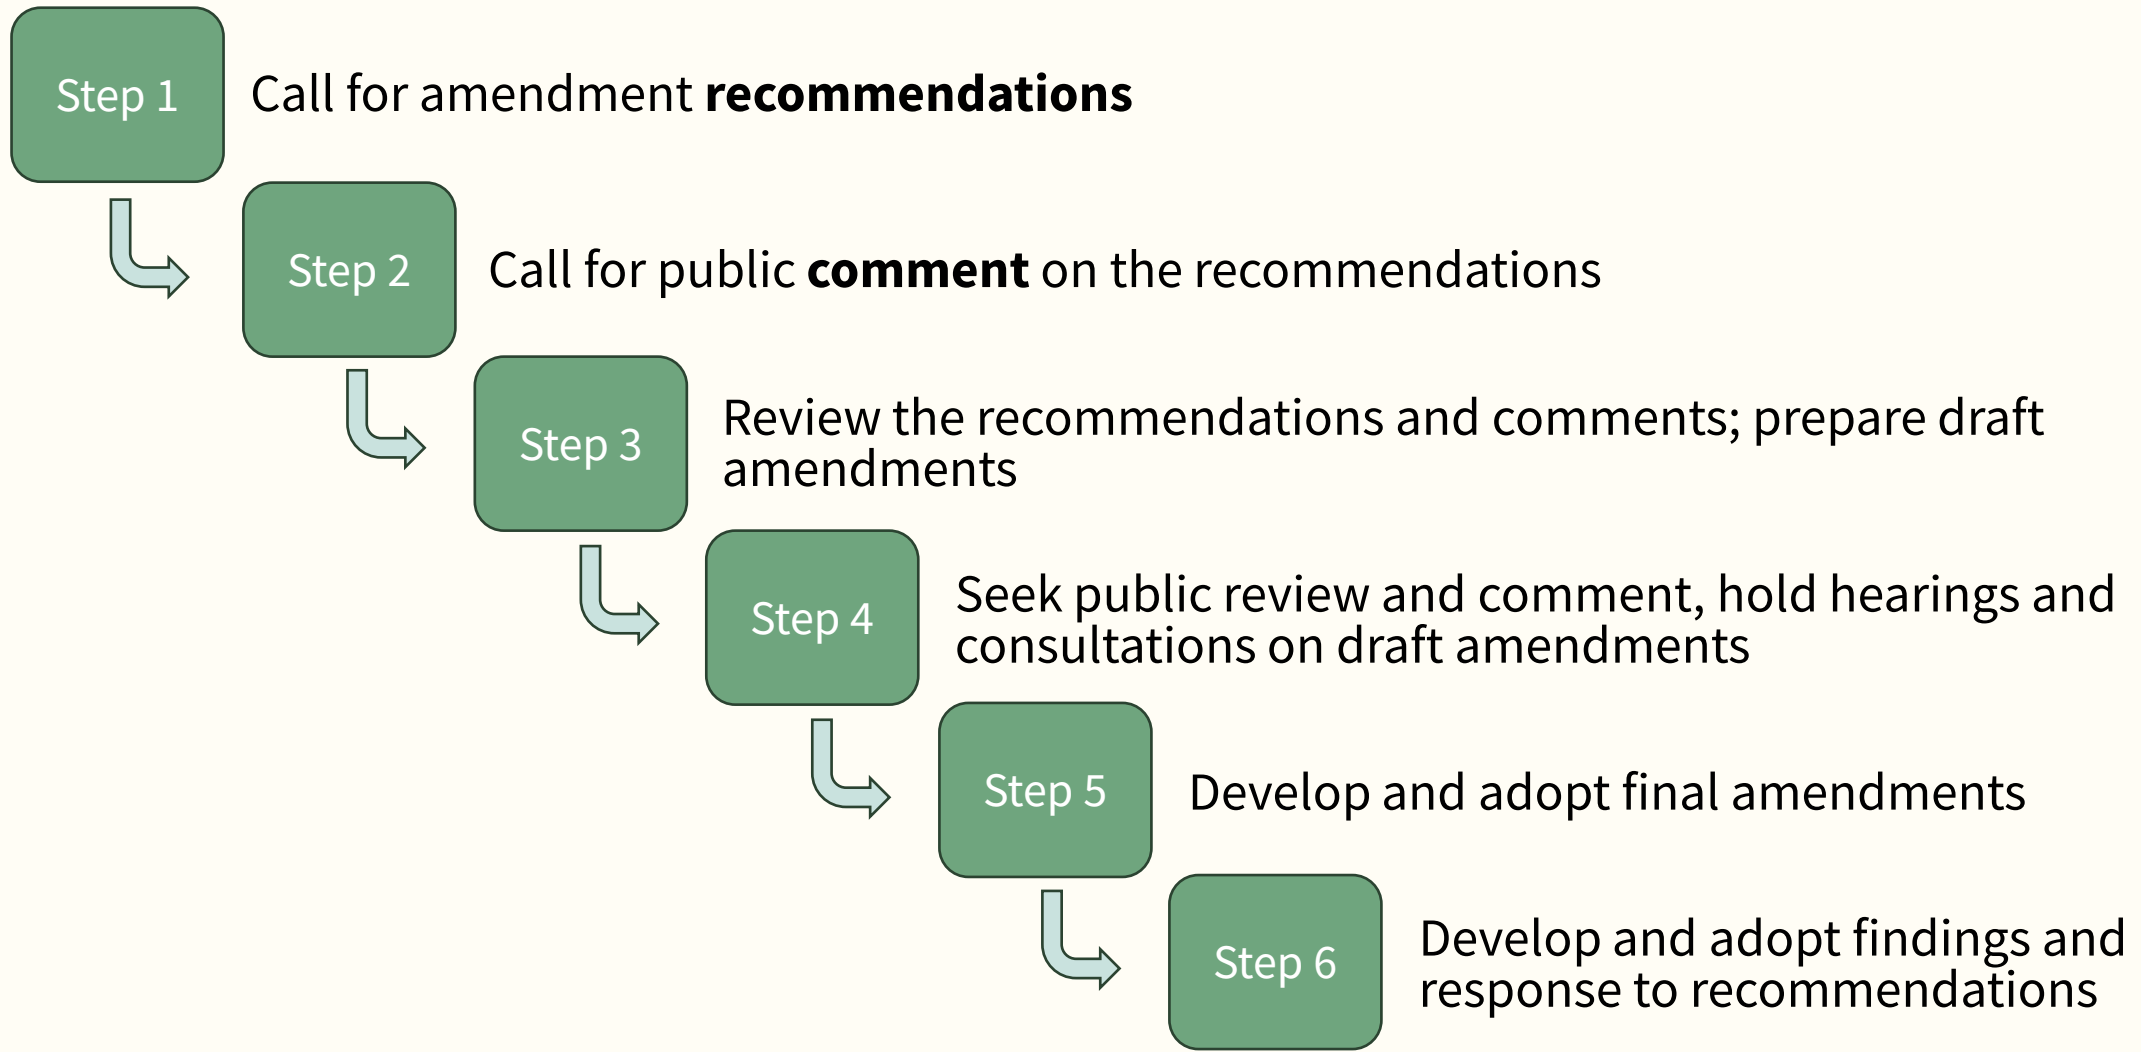 Step 1
Call for amendment recommendations
Step 2
Call for public comment on the recommendations
Step 3
Review the recommendations and comments; prepare draft
amendments
Step 4
Seek public review and comment, hold hearings and
consultations on draft amendments
Step 5
Develop and adopt final amendments
Step 6
Develop and adopt findings and
response to recommendations